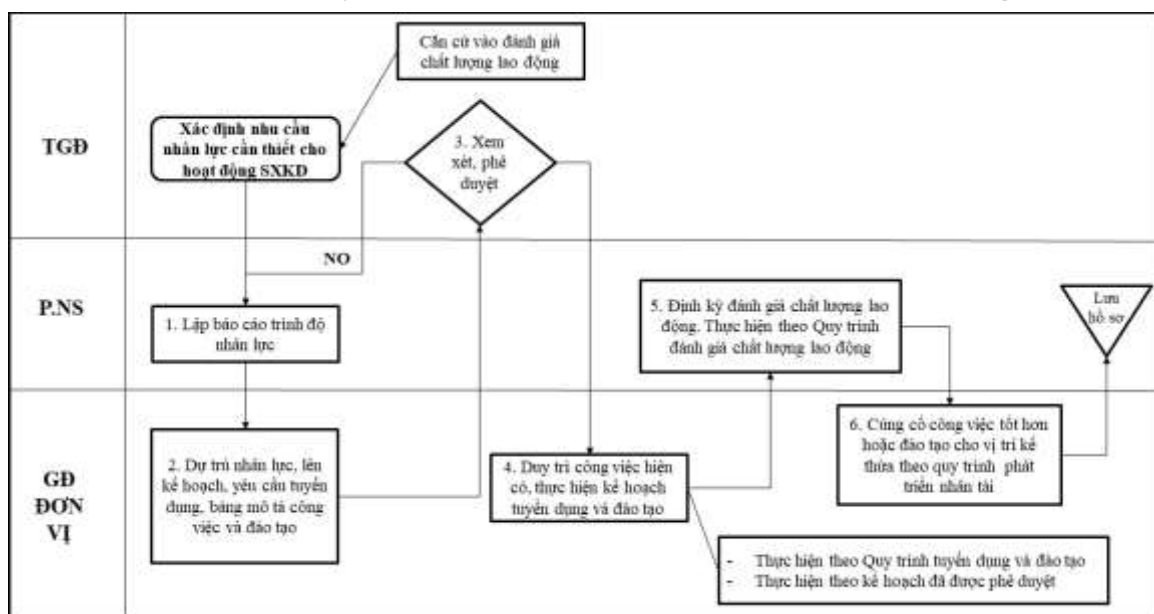 Căn cứ vào đánh giá
chất lượng lao động
TGĐ
Xác định nhu cầu
nhân lực cần thiết cho
hoạt động SXKD
3. Xem
xét, phê
duyệt
NO
P.NS
1. Lập báo cáo trình độ
nhân lực
5. Định kỳ đánh giá chất lượng lao
động. Thực hiện theo Quy trình
đánh giá chất lượng lao động
Lưu
hồ sơ
GĐ
ĐƠN
VỊ
2. Dự trù nhân lực, lên
kế hoạch, yêu cầu tuyển
dụng, bảng mô tả công
việc và đào tạo
4. Duy trì công việc hiện
có, thực hiện kế hoạch
tuyển dụng và đào tạo
6. Củng cố công việc tốt hơn
hoặc đào tạo cho vị trí kế
thừa theo quy trình phát
triển nhân tài
- Thực hiện theo Quy trình tuyển dụng và đào tạo
- Thực hiện theo kế hoạch đã được phê duyệt